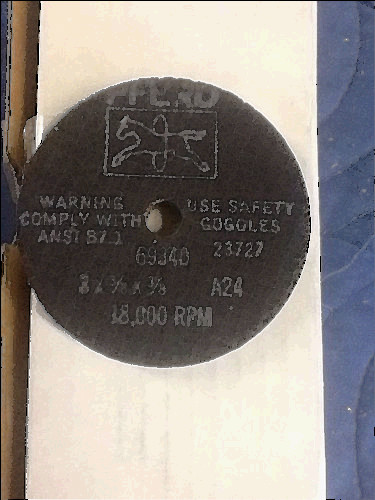 PFERD
WARNING
COMPLY WITH
ANSI B7.1
USE SAFETY
GOGGLES
23727
69340
A24
18,000 RPM